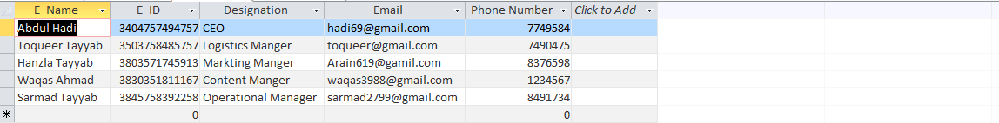 E_Name E_ID Designation Email Phone Number Click to Add
Abdul Hadi 3404757494757 CEO hadi69@gmail.com 7749584
Toqueer Tayyab 3503758485757 Logistics Manger toqueer@gmail.com 7490475
Hanzla Tayyab 3803571745913 Markting Manger Arain619@gamil.com 8376598
Waqas Ahmad 3830351811167 Content Manger waqas3988@gmail.com 1234567
Sarmad Tayyab 3845758392258 Operational Manager sarmad2799@gmail.com 8491734
0 0